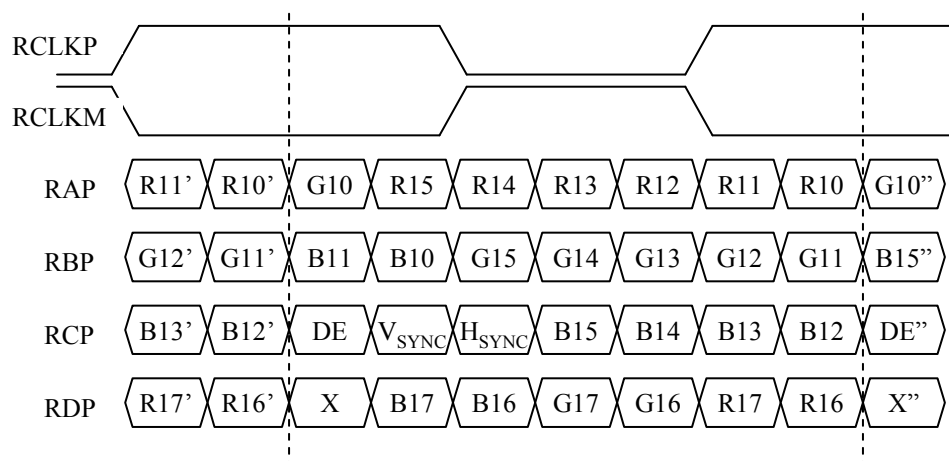 RCLKP
RCLKM
RAP R11’ R10’ G10 R15 R14 R13 R12 R11 R10 G10”
RBP G12’ G11’ B11 B10 G15 G14 G13 G12 G11 B15”
RCP B13’ B12’ DE VSYNC HSYNC B15 B14 B13 B12 DE”
RDP R17’ R16’ X B17 B16 G17 G16 R17 R16 X”